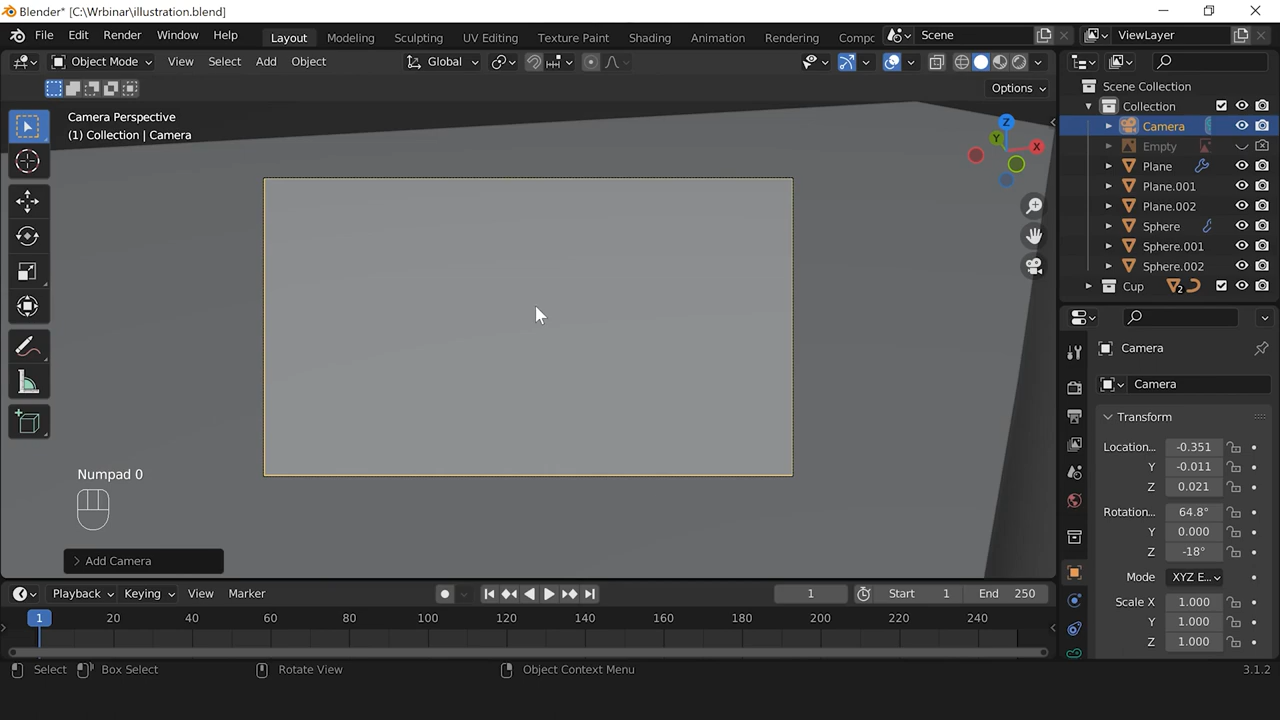 Blender* [C:\Wrbinar\illustration.blend]
File Edit Render Window Help
Layout Modeling Sculpting UV Editing Texture Paint Shading Animation Rendering Compc
Scene
ViewLayer
Object Mode View Select Add Object
Global
Options
Camera Perspective
(1) Collection | Camera
Z
Y
X
Numpad 0
Add Camera
Scene Collection
Collection
Camera
Empty
Plane
Plane.001
Plane.002
Sphere
Sphere.001
Sphere.002
Cup 2
Camera
Camera
Transform
Location... -0.351
Y -0.011
Z 0.021
Rotation... 64.8°
Y 0.000
Z -18°
Mode XYZ E...
Scale X 1.000
Y 1.000
Z 1.000
Playback Keying View Marker
1 Start 1 End 250
1 20 40 60 80 100 120 140 160 180 200 220 240
Select Box Select Rotate View Object Context Menu 3.1.2